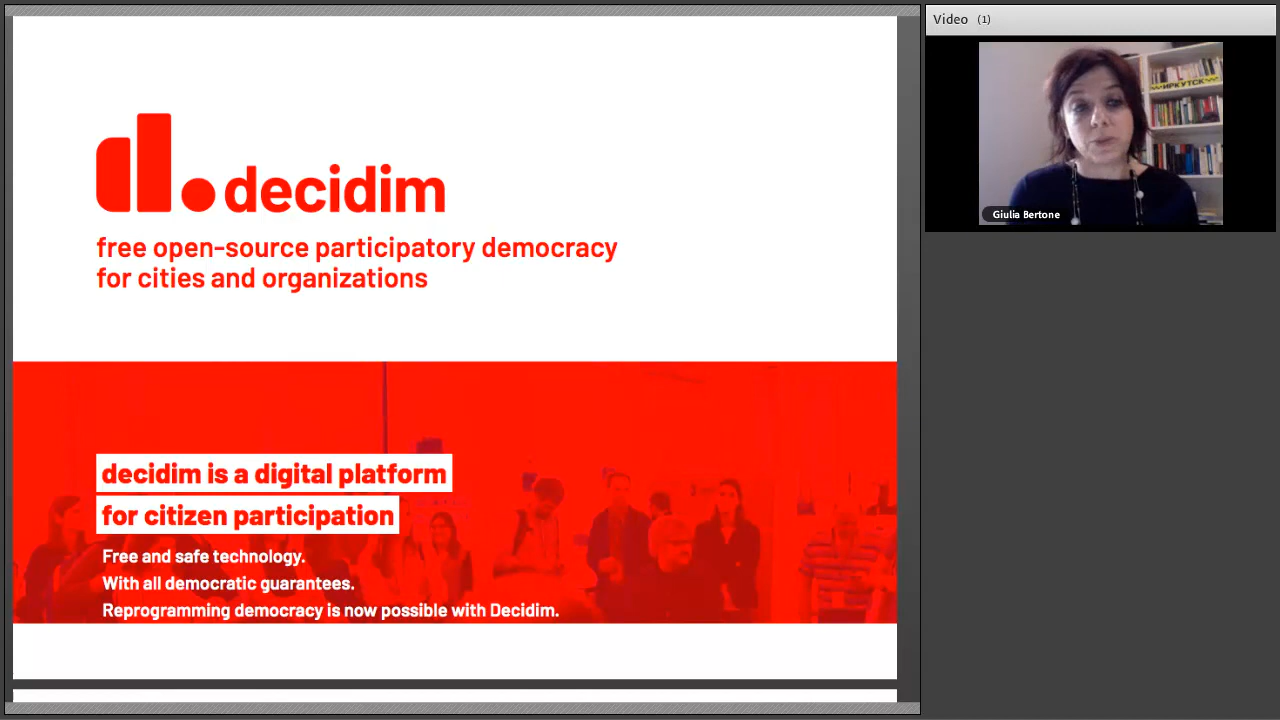 decidim
free open-source participatory democracy
for cities and organizations
decidim is a digital platform
for citizen participation
Free and safe technology.
With all democratic guarantees.
Reprogramming democracy is now possible with Decidim.
Video (1)
ИРКУТСК
Giulia Bertone